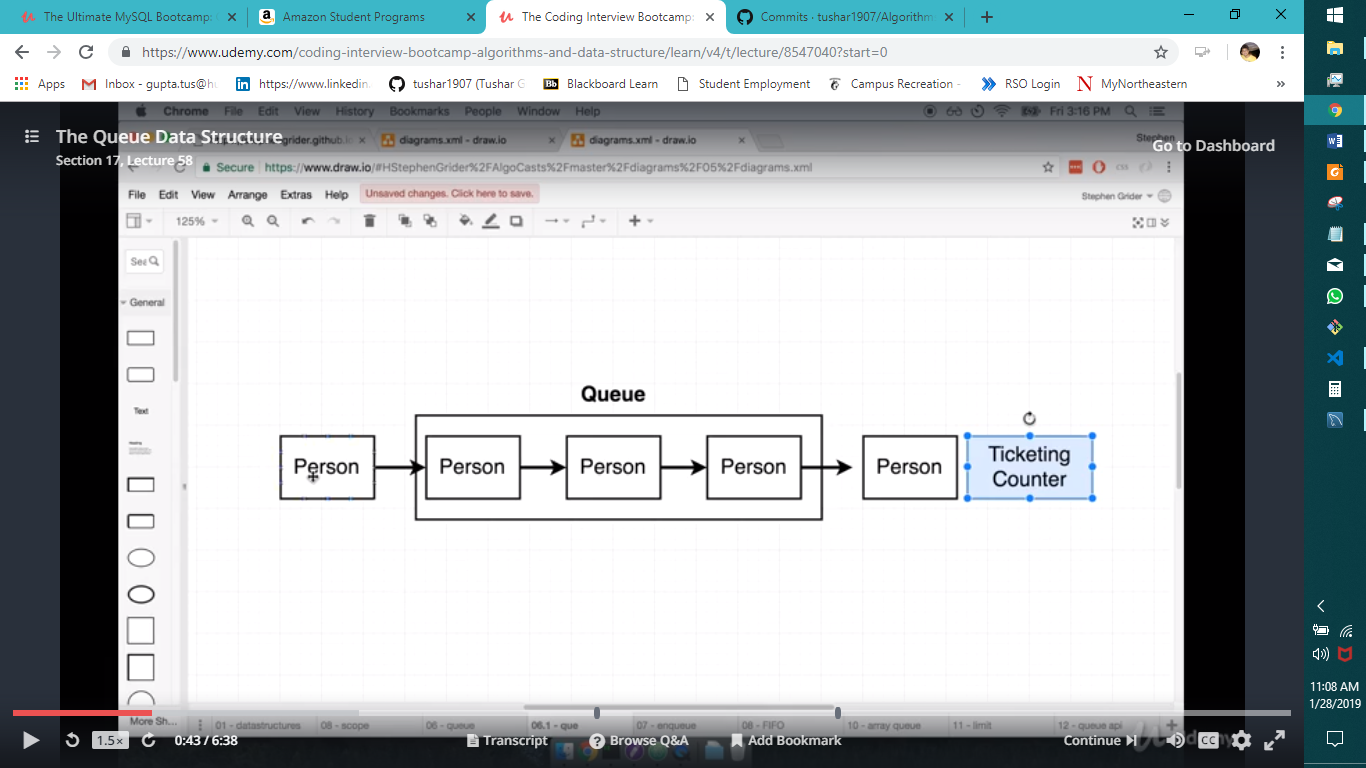 The Ultimate MySQL Bootcamp:
Amazon Student Programs
The Coding Interview Bootcamp:
Commits · tushar1907/Algorithm
https://www.udemy.com/coding-interview-bootcamp-algorithms-and-data-structure/learn/v4/t/lecture/8547040?start=0
Apps
Inbox - gupta.tus@hu
https://www.linkedin.
tushar1907 (Tushar G
Bb Blackboard Learn
Student Employment
Campus Recreation -
RSO Login
N MyNortheastern
»
Chrome File Edit View History Bookmarks People Window Help
Fri 3:16 PM
The Queue Data Structure
Section 17, Lecture 58
Go to Dashboard
diagrams.xml - draw.io
diagrams.xml - draw.io
Stephen
Secure https://www.draw.io/#HStephenGrider%2FAlgoCasts%2Fmaster%2Fdiagrams%2F05%2Fdiagrams.xml
File Edit View Arrange Extras Help
Unsaved changes. Click here to save.
Stephen Grider
125%
General
Text
Queue
Person
Person
Person
Person
Person
Ticketing
Counter
More Sh...
01 - datastructures
08 - scope
06 - queue
06.1 - que
07 - enqueue
08 - FIFO
10 - array queue
11 - limit
12 - queue api
1.5×
0:43 / 6:38
Transcript
Browse Q&A
Add Bookmark
Continue
CC
11:08 AM
1/28/2019